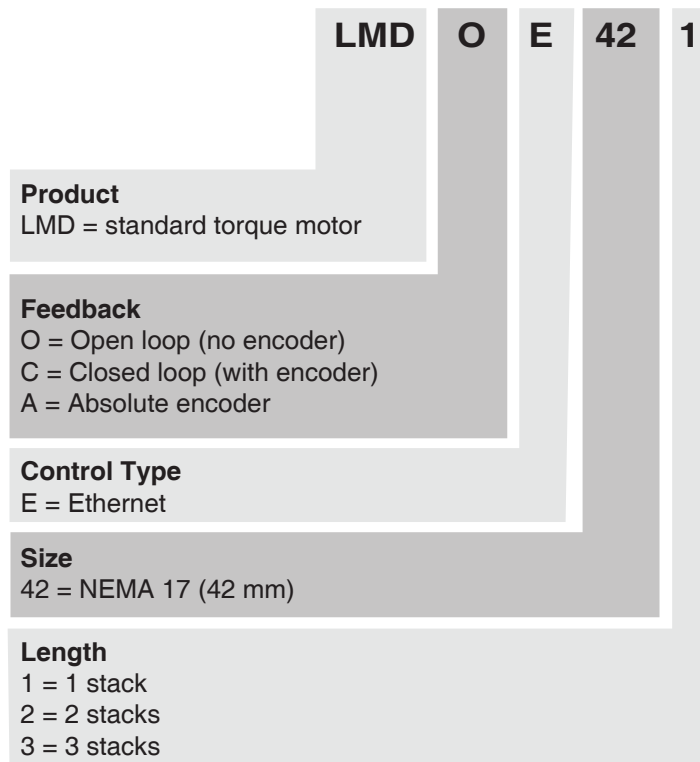 LMD O E 42 1
Product
LMD = standard torque motor
Feedback
O = Open loop (no encoder)
C = Closed loop (with encoder)
A = Absolute encoder
Control Type
E = Ethernet
Size
42 = NEMA 17 (42 mm)
Length
1 = 1 stack
2 = 2 stacks
3 = 3 stacks